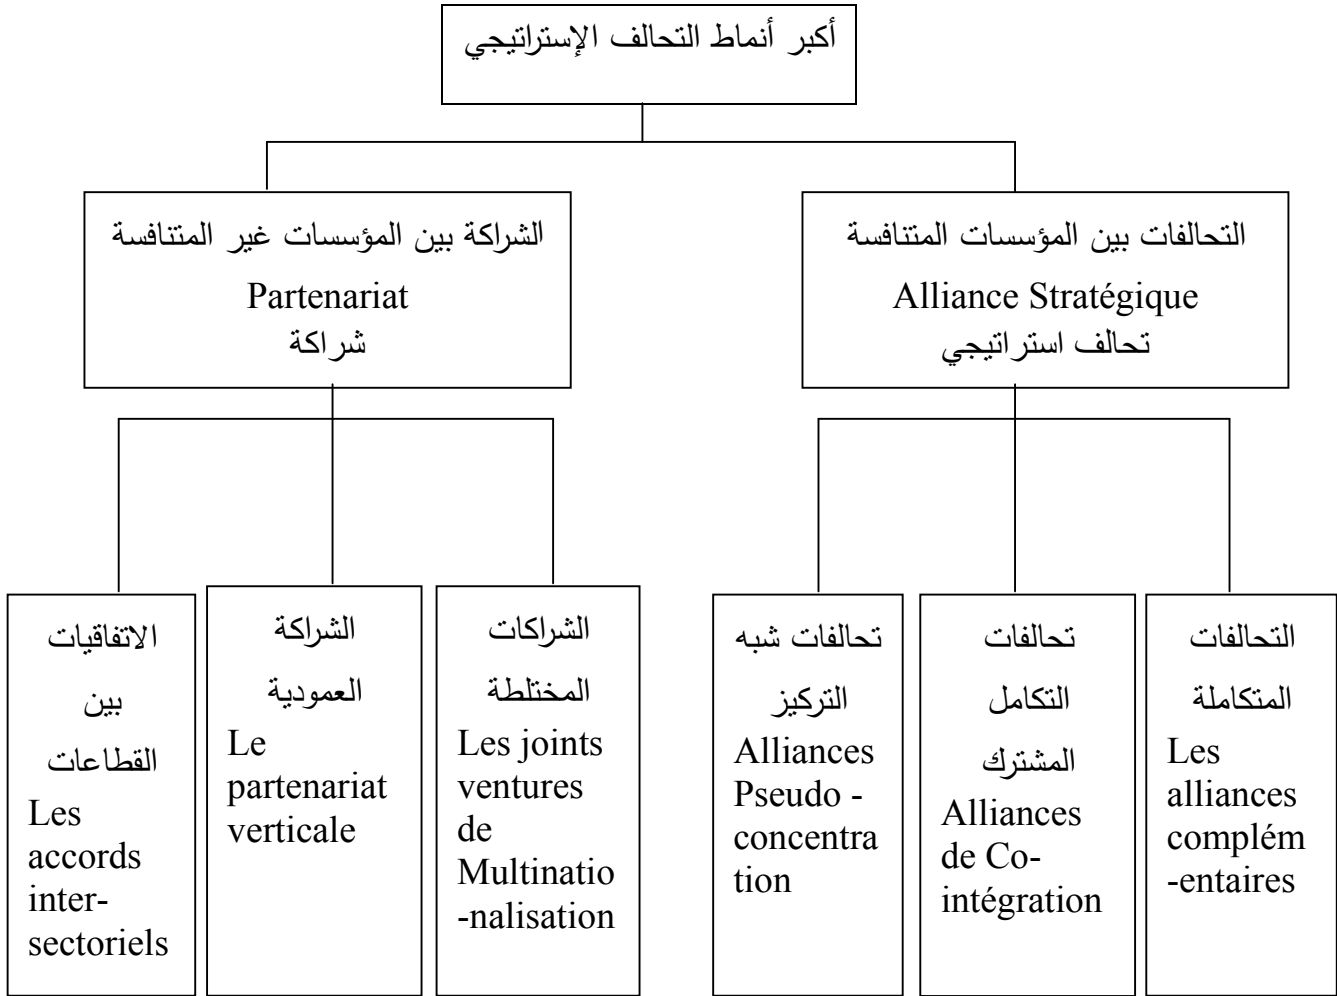 أكبر أنماط التحالف الإستراتيجي
التحالفات بين المؤسسات المتنافسة
Alliance Stratégique
تحالف استراتيجي
الشراكة بين المؤسسات غير المتنافسة
Partenariat
شراكة
التحالفات
المتكاملة
Les
alliances
complém
-entaires
تحالفات
التكامل
المشترك
Alliances
de Co-
intégration
تحالفات شبه
التركيز
Alliances
Pseudo -
concentra
tion
الشراكات
المختلطة
Les joints
ventures
de
Multinatio
-nalisation
الشراكة
العمودية
Le
partenariat
verticale
الاتفاقيات
بين
القطاعات
Les
accords
inter-
sectoriels